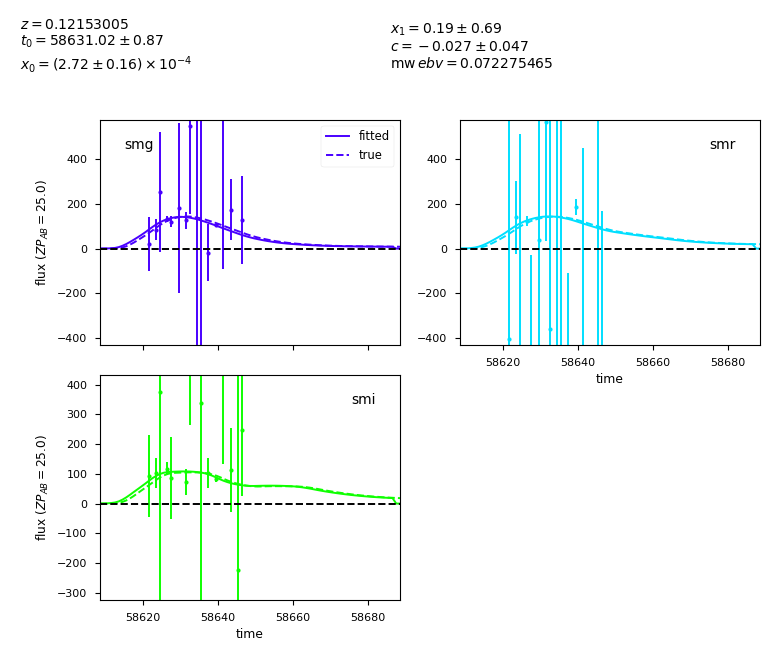 z = 0.12153005
t₀ = 58631.02 ± 0.87
x₀ = (2.72 ± 0.16) × 10⁻⁴
x₁ = 0.19 ± 0.69
c = −0.027 ± 0.047
mw ebv = 0.072275465
smg
fitted
true
400
200
0
−200
−400
flux (ZP_AB = 25.0)
smr
400
200
0
−200
−400
58620 58640 58660 58680
time
smi
400
300
200
100
0
−100
−200
−300
flux (ZP_AB = 25.0)
58620 58640 58660 58680
time